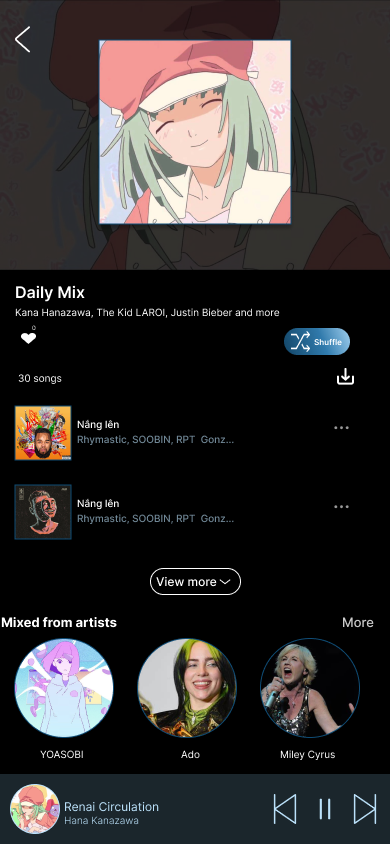 Daily Mix
Kana Hanazawa, The Kid LAROI, Justin Bieber and more
0
Shuffle
30 songs
Nâng lên
Rhymastic, SOOBIN, RPT Gonz...
Nâng lên
Rhymastic, SOOBIN, RPT Gonz...
View more
Mixed from artists
More
YOASOBI
Ado
Miley Cyrus
Renai Circulation
Hana Kanazawa